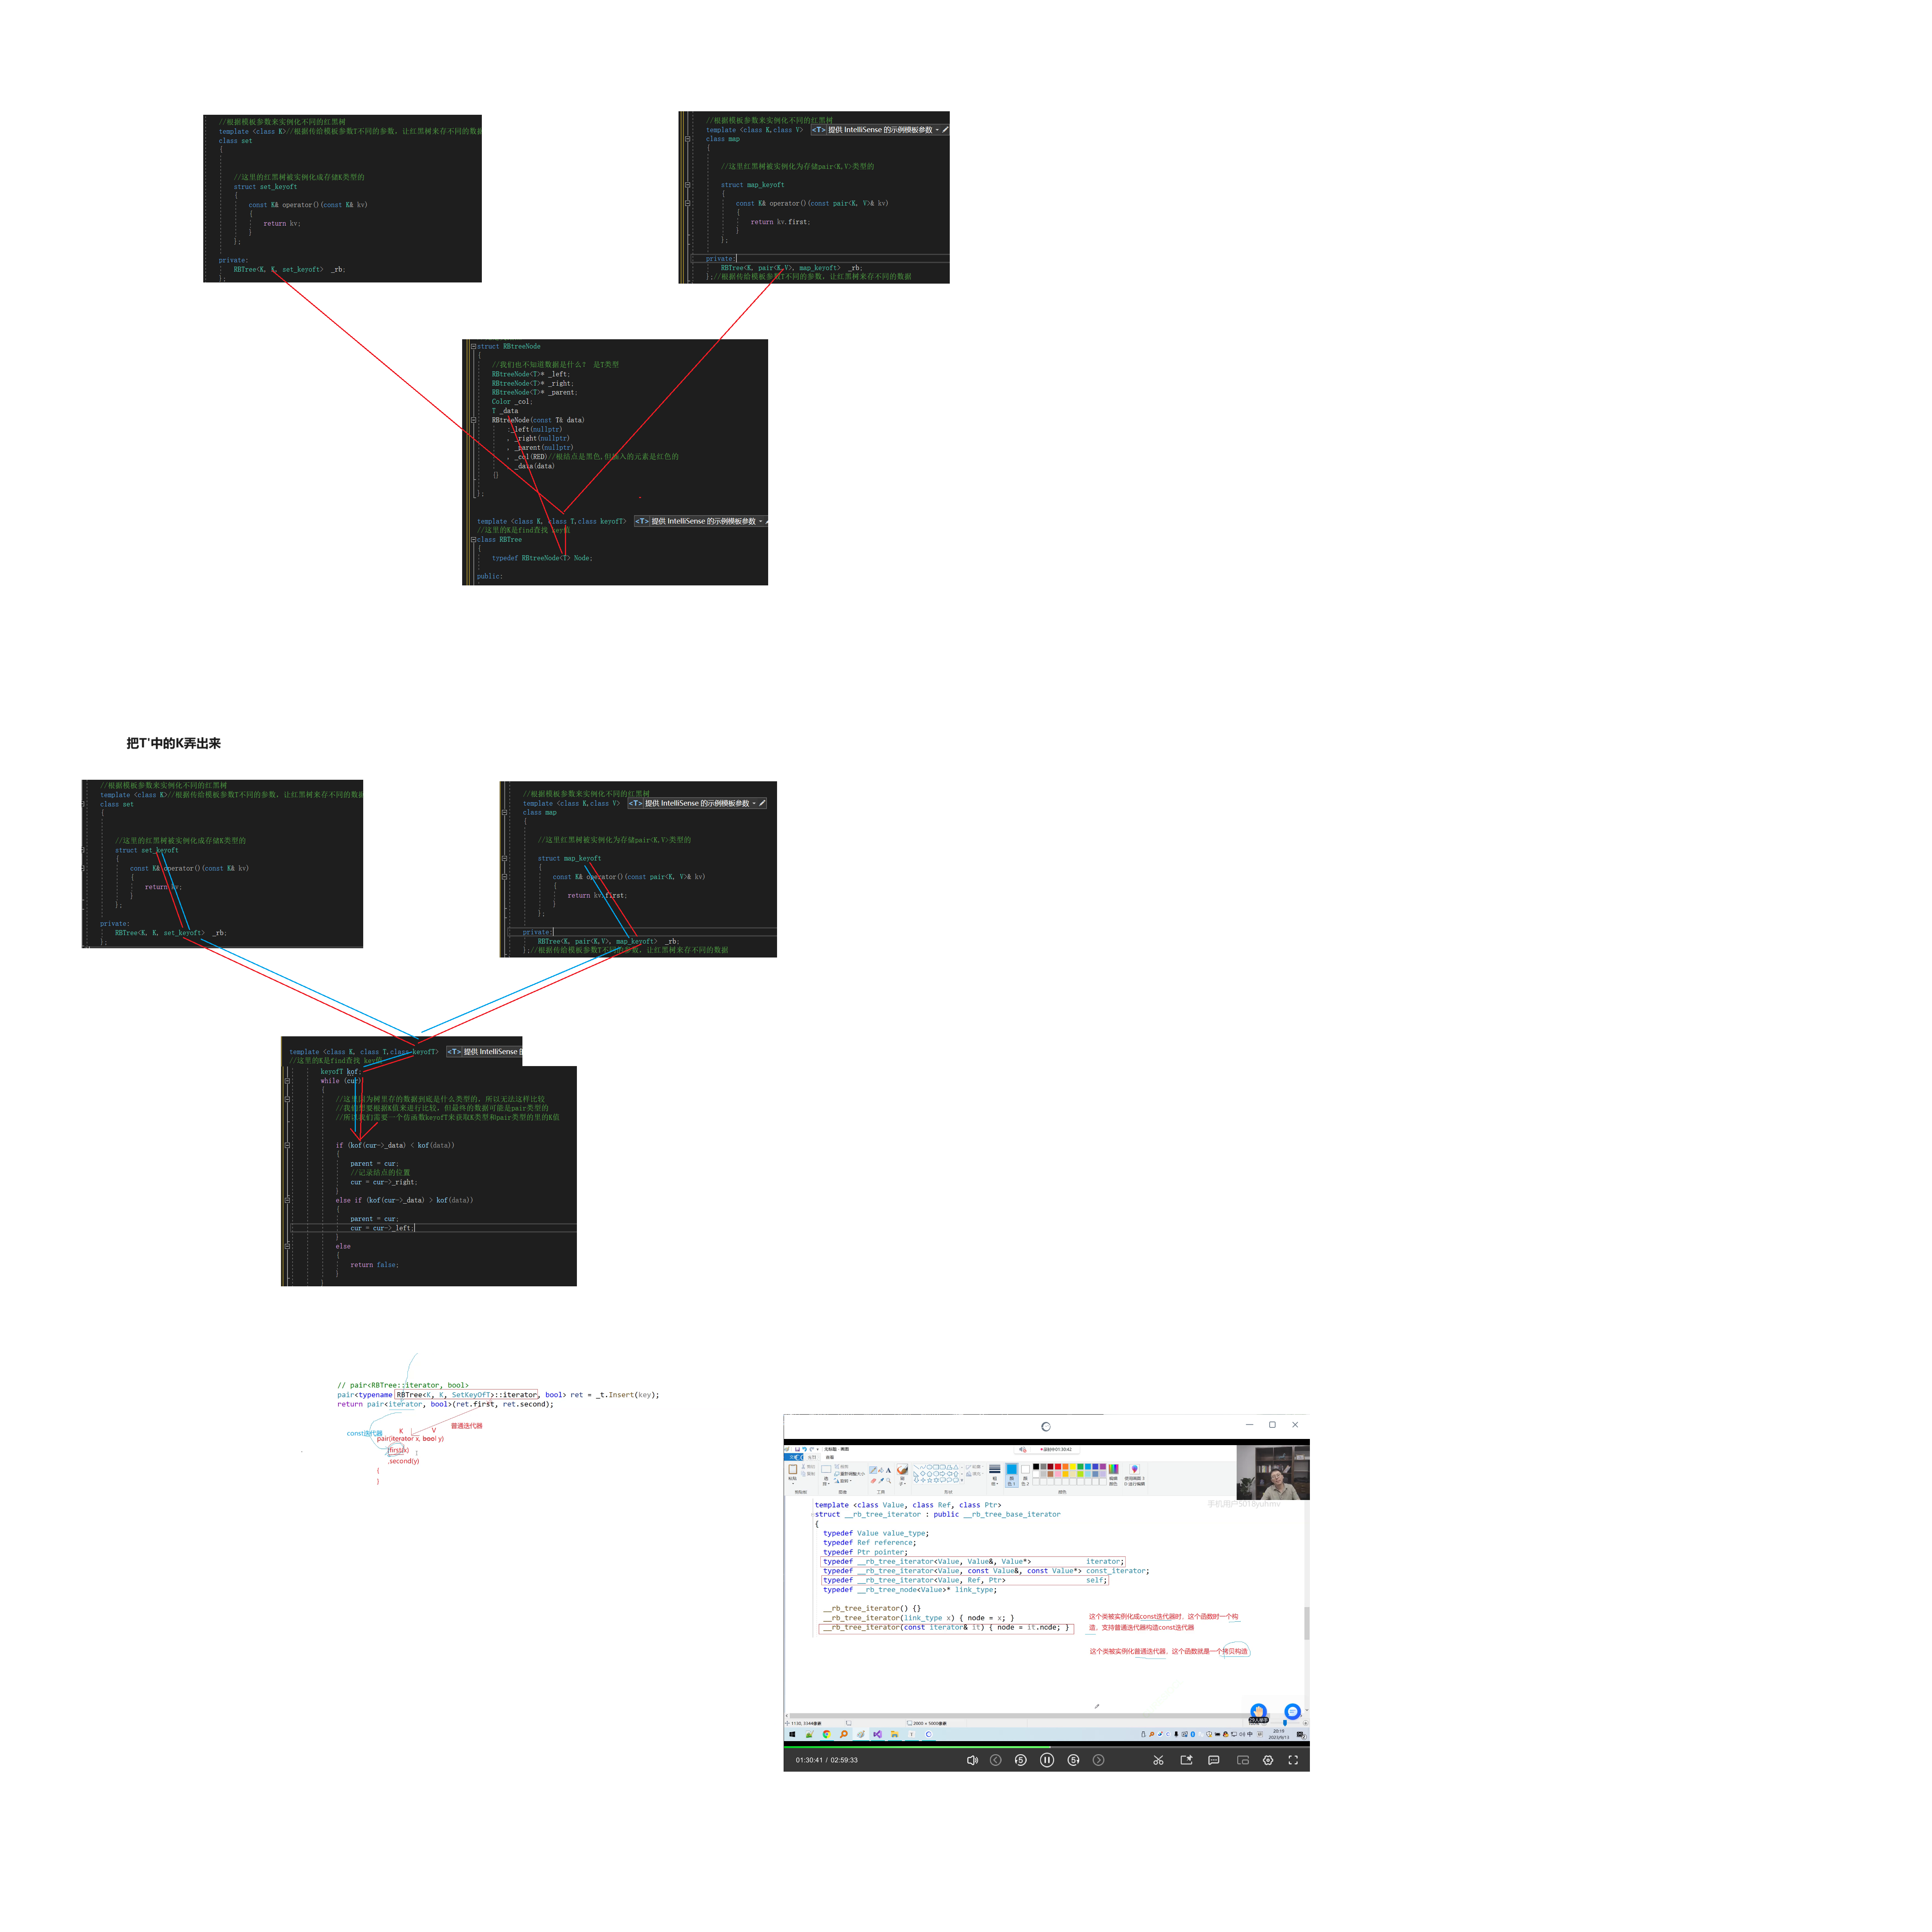 //根据模板参数来实例化不同的红黑树
template <class K>//根据传给模板参数T不同的参数，让红黑树来存不同的数据
class set
{
//这里的红黑树被实例化成存储K类型的
struct set_keyoft
{
const K& operator()(const K& kv)
{
return kv;
}
};
private:
RBTree<K, K, set_keyoft> _rb;
};
//根据模板参数来实例化不同的红黑树
template <class K,class V> <T> 提供 IntelliSense 的示例模板参数
class map
{
//这里红黑树被实例化为存储pair<K,V>类型的
struct map_keyoft
{
const K& operator()(const pair<K, V>& kv)
{
return kv.first;
}
};
private:
RBTree<K, pair<K,V>, map_keyoft> _rb;
};//根据传给模板参数T不同的参数，让红黑树来存不同的数据
struct RBtreeNode
{
//我们也不知道数据是什么？ 是T类型
RBtreeNode<T>* _left;
RBtreeNode<T>* _right;
RBtreeNode<T>* _parent;
Color _col;
T _data
RBtreeNode(const T& data)
:_left(nullptr)
, _right(nullptr)
, _parent(nullptr)
, _col(RED)//根结点是黑色,但插入的元素是红色的
, _data(data)
{}
};
template <class K, class T,class keyofT> <T> 提供 IntelliSense 的示例模板参数
//这里的K是find查找 key值
class RBTree
{
typedef RBtreeNode<T> Node;
public:
把T'中的K弄出来
//根据模板参数来实例化不同的红黑树
template <class K>//根据传给模板参数T不同的参数，让红黑树来存不同的数据
class set
{
//这里的红黑树被实例化成存储K类型的
struct set_keyoft
{
const K& operator()(const K& kv)
{
return kv;
}
};
private:
RBTree<K, K, set_keyoft> _rb;
};
//根据模板参数来实例化不同的红黑树
template <class K,class V> <T> 提供 IntelliSense 的示例模板参数
class map
{
//这里红黑树被实例化为存储pair<K,V>类型的
struct map_keyoft
{
const K& operator()(const pair<K, V>& kv)
{
return kv.first;
}
};
private:
RBTree<K, pair<K,V>, map_keyoft> _rb;
};//根据传给模板参数T不同的参数，让红黑树来存不同的数据
template <class K, class T,class keyofT> <T> 提供 IntelliSense 的
//这里的K是find查找 key值
keyofT kof;
while (cur)
{
//这里因为树里存的数据到底是什么类型的，所以无法这样比较
//我们想要根据K值来进行比较，但最终的数据可能是pair类型的
//所以我们需要一个仿函数keyofT来获取K类型和pair类型的里的K值
if (kof(cur->_data) < kof(data))
{
parent = cur;
//记录结点的位置
cur = cur->_right;
}
else if (kof(cur->_data) > kof(data))
{
parent = cur;
cur = cur->_left;
}
else
{
return false;
}
}
// pair<RBTree::iterator, bool>
pair<typename RBTree<K, K, SetKeyOfT>::iterator, bool> ret = _t.Insert(key);
return pair<iterator, bool>(ret.first, ret.second);
普通迭代器
const迭代器
K V
pair(iterator x, bool y)
:first(x)
,second(y)
{
}
template <class Value, class Ref, class Ptr>
struct __rb_tree_iterator : public __rb_tree_base_iterator
{
typedef Value value_type;
typedef Ref reference;
typedef Ptr pointer;
typedef __rb_tree_iterator<Value, Value&, Value*> iterator;
typedef __rb_tree_iterator<Value, const Value&, const Value*> const_iterator;
typedef __rb_tree_iterator<Value, Ref, Ptr> self;
typedef __rb_tree_node<Value>* link_type;
__rb_tree_iterator() {}
__rb_tree_iterator(link_type x) { node = x; }
__rb_tree_iterator(const iterator& it) { node = it.node; }
这个类被实例化成const迭代器时，这个函数时一个构
造，支持普通迭代器构造const迭代器
这个类被实例化普通迭代器，这个函数就是一个拷贝构造
20:19
2023/9/13
01:30:41 / 02:59:33